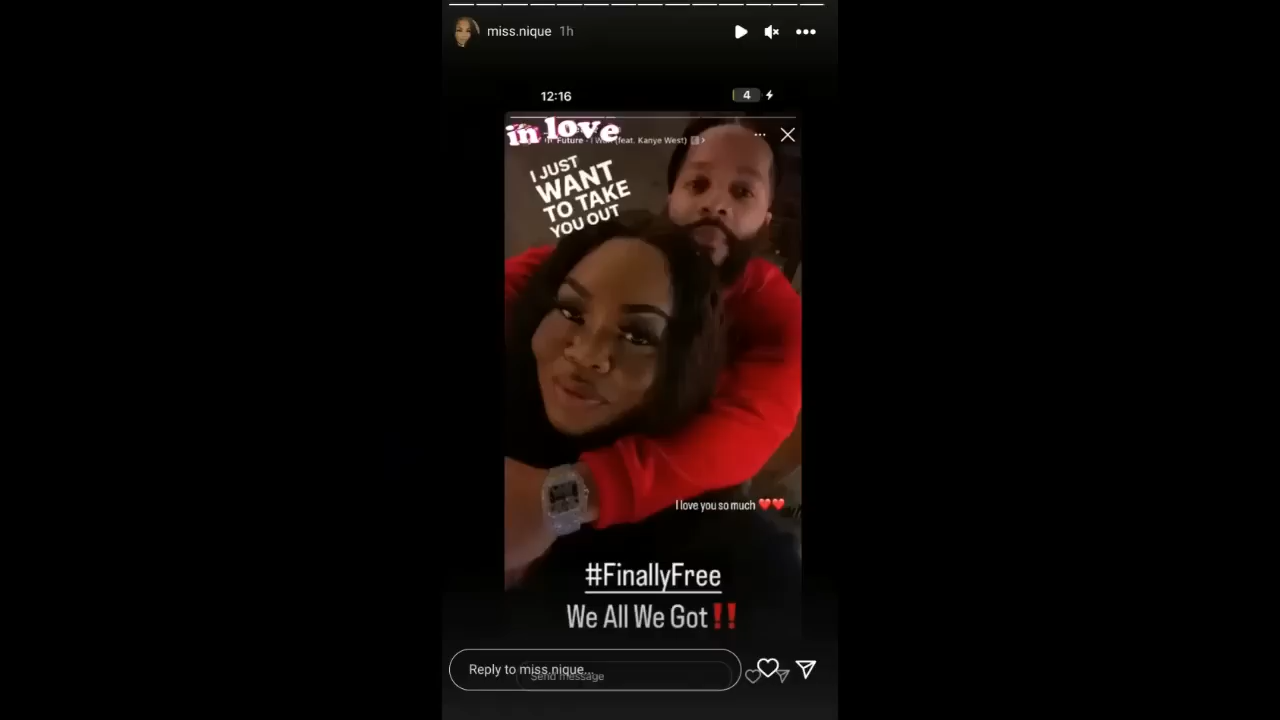 miss.nique 1h
12:16
4
in love
Future · I Won (feat. Kanye West)
I JUST
WANT
TO TAKE
YOU OUT
I love you so much ❤️❤️
#FinallyFree
We All We Got‼️
Reply to miss.nique...
Send message